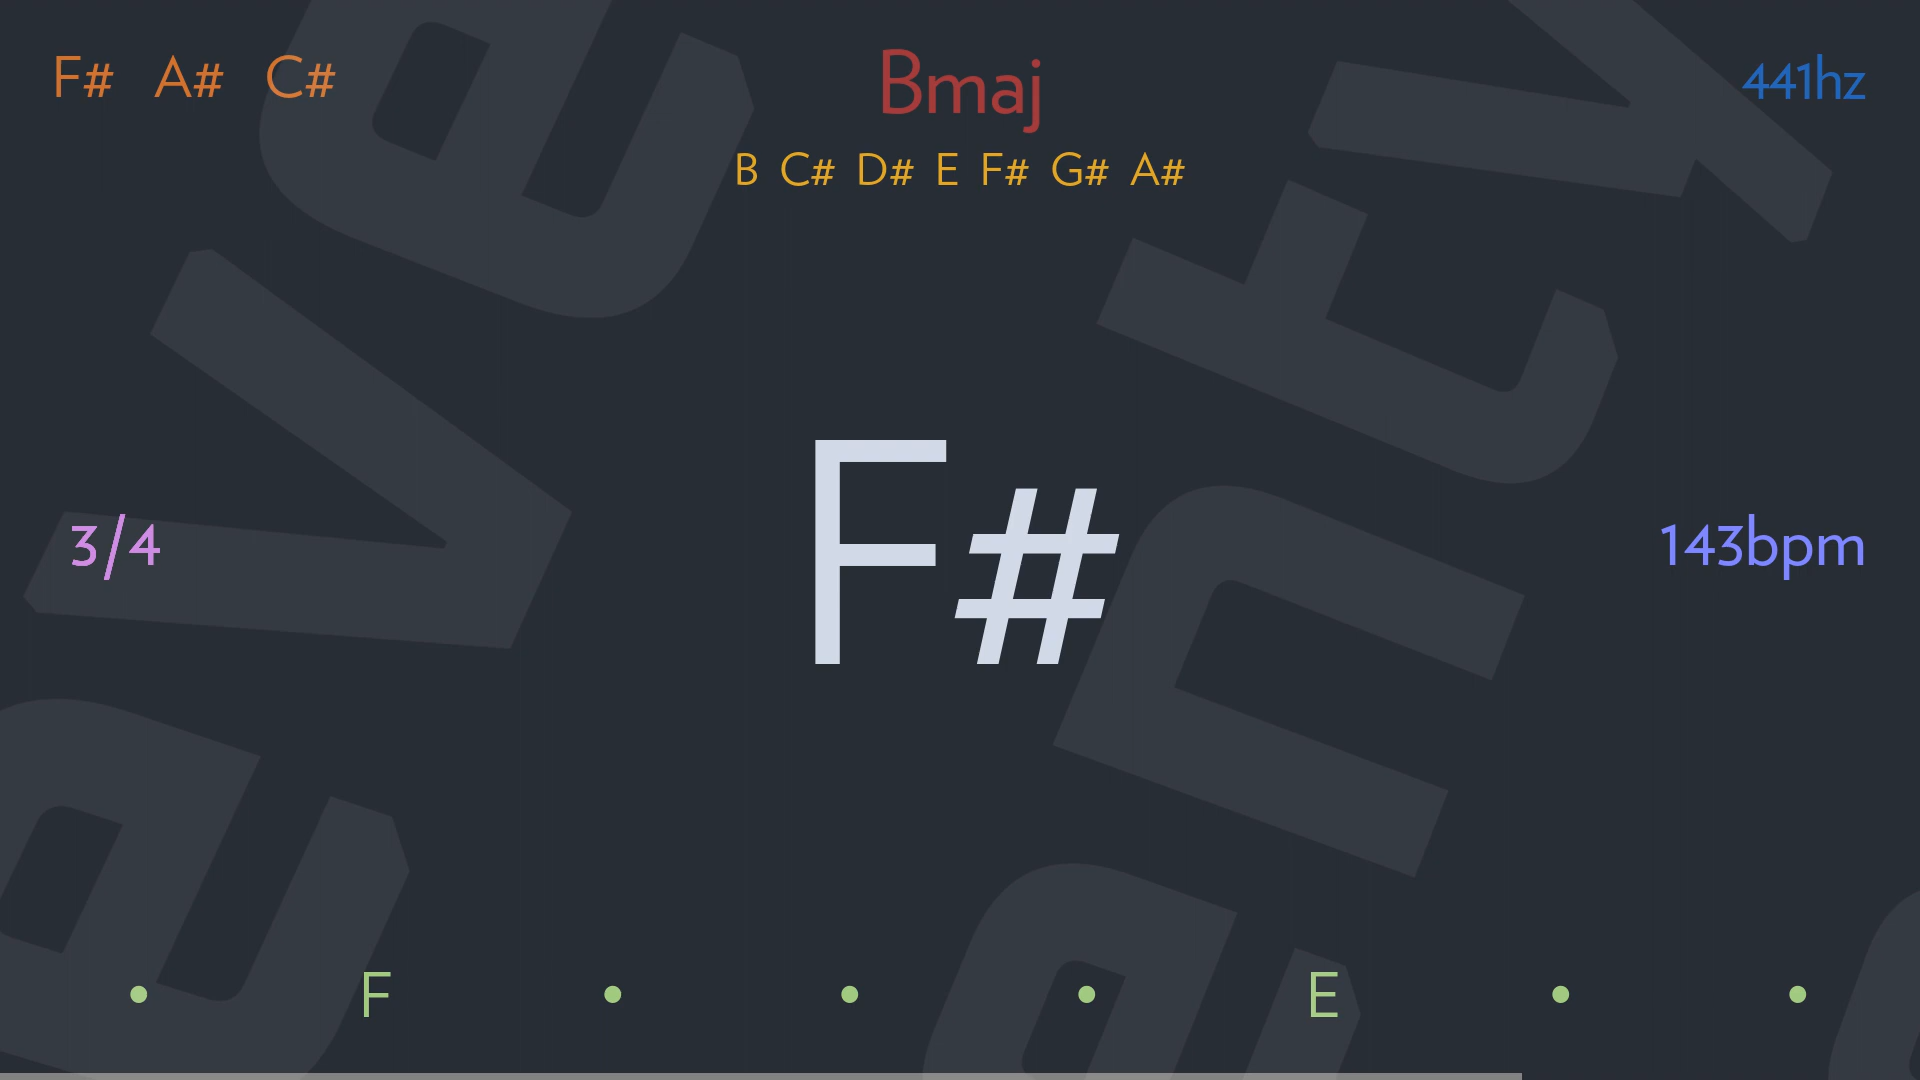 F# A# C#
Bmaj
441hz
B C# D# E F# G# A#
F#
3/4
143bpm
• F • • • E • •